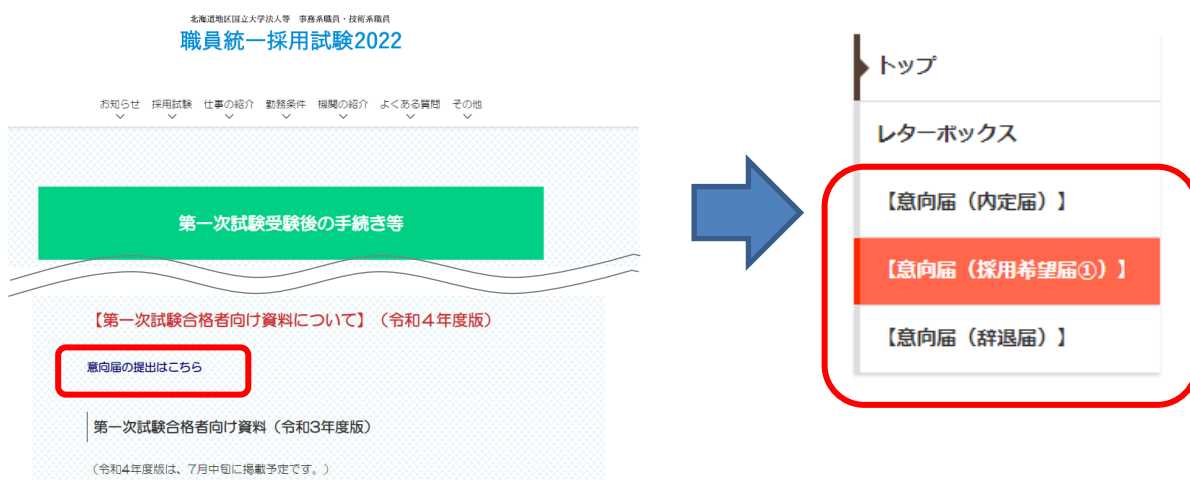 北海道地区国立大学法人等　事務系職員・技術系職員
職員統一採用試験2022
お知らせ 採用試験 仕事の紹介 勤務条件 機関の紹介 よくある質問 その他
第一次試験受験後の手続き等
【第一次試験合格者向け資料について】（令和４年度版）
意向届の提出はこちら
第一次試験合格者向け資料（令和3年度版）
（令和4年度版は、7月中旬に掲載予定です。）
トップ
レターボックス
【意向届（内定届）】
【意向届（採用希望届①）】
【意向届（辞退届）】